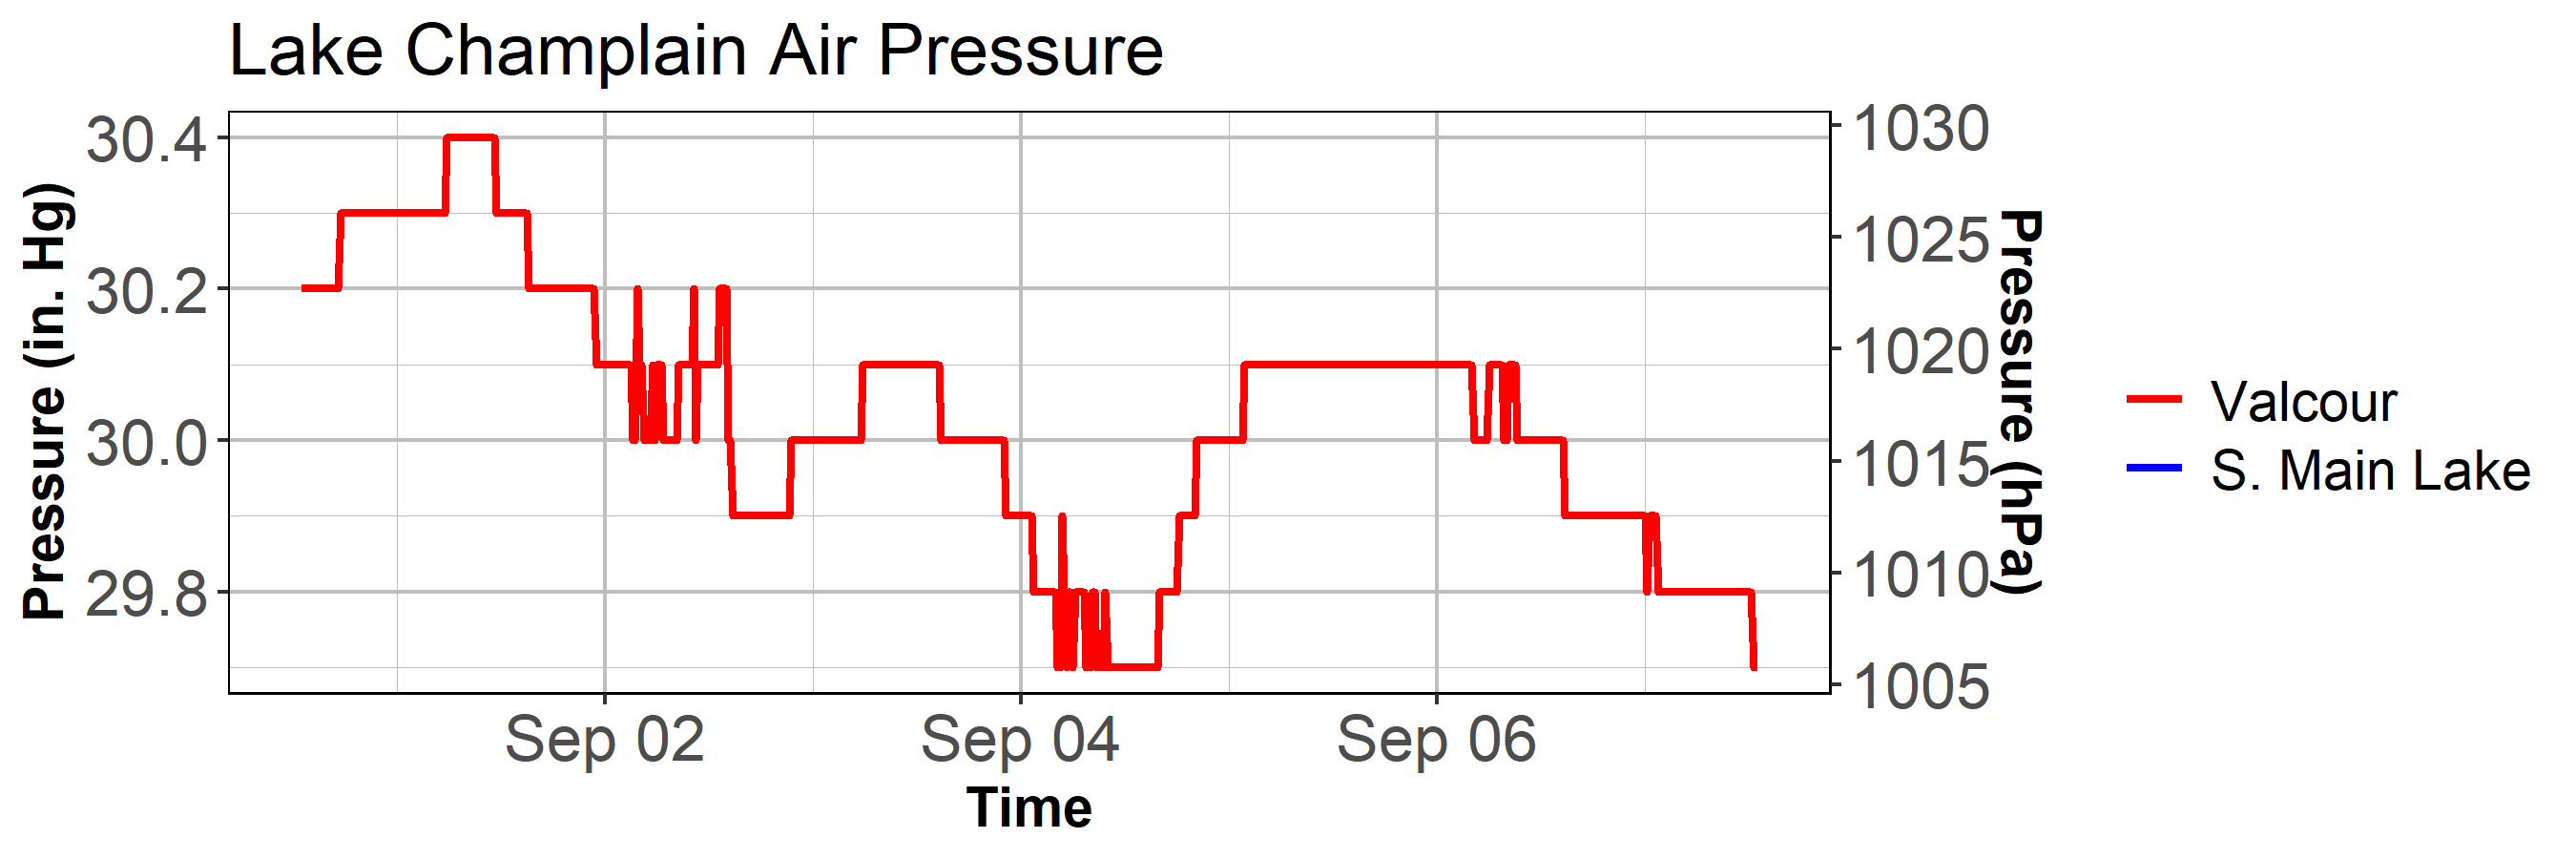 Lake Champlain Air Pressure
Pressure (in. Hg)
30.4
30.2
30.0
29.8
1030
1025
1020
1015
1010
1005
Pressure (hPa)
Sep 02
Sep 04
Sep 06
Time
Valcour
S. Main Lake